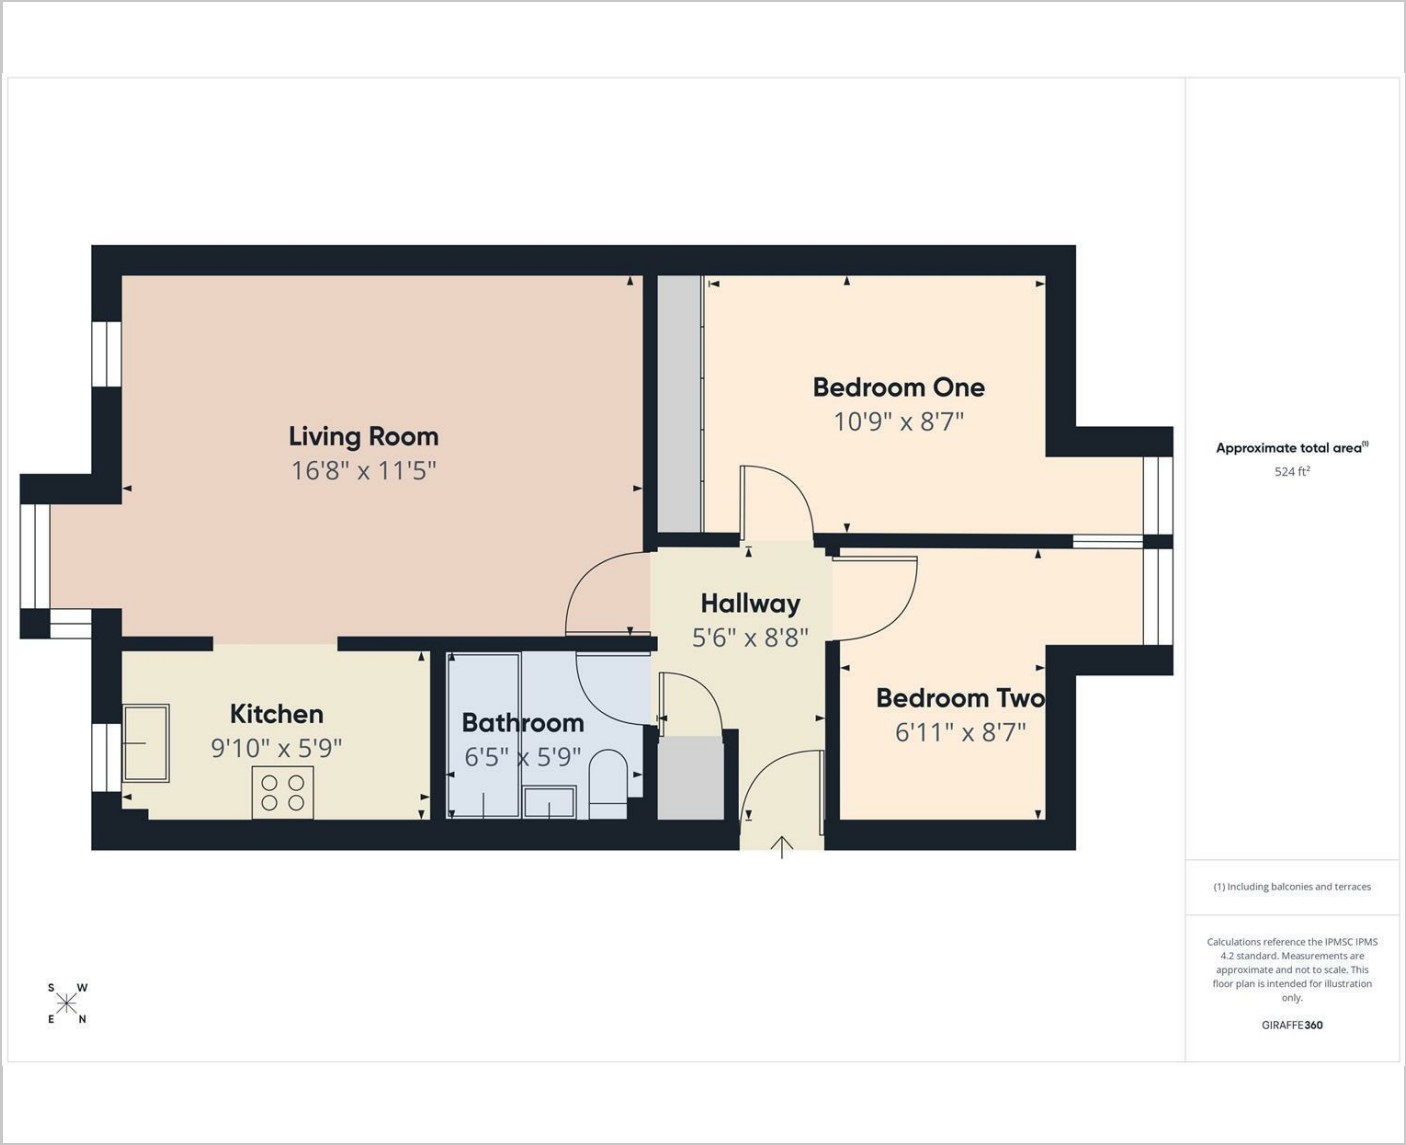 Living Room
16'8" x 11'5"
Bedroom One
10'9" x 8'7"
Hallway
5'6" x 8'8"
Kitchen
9'10" x 5'9"
Bathroom
6'5" x 5'9"
Bedroom Two
6'11" x 8'7"
S W
E N
Approximate total area(1)
524 ft²
(1) Including balconies and terraces
Calculations reference the IPMSC IPMS
4.2 standard. Measurements are
approximate and not to scale. This
floor plan is intended for illustration
only.
GIRAFFE360